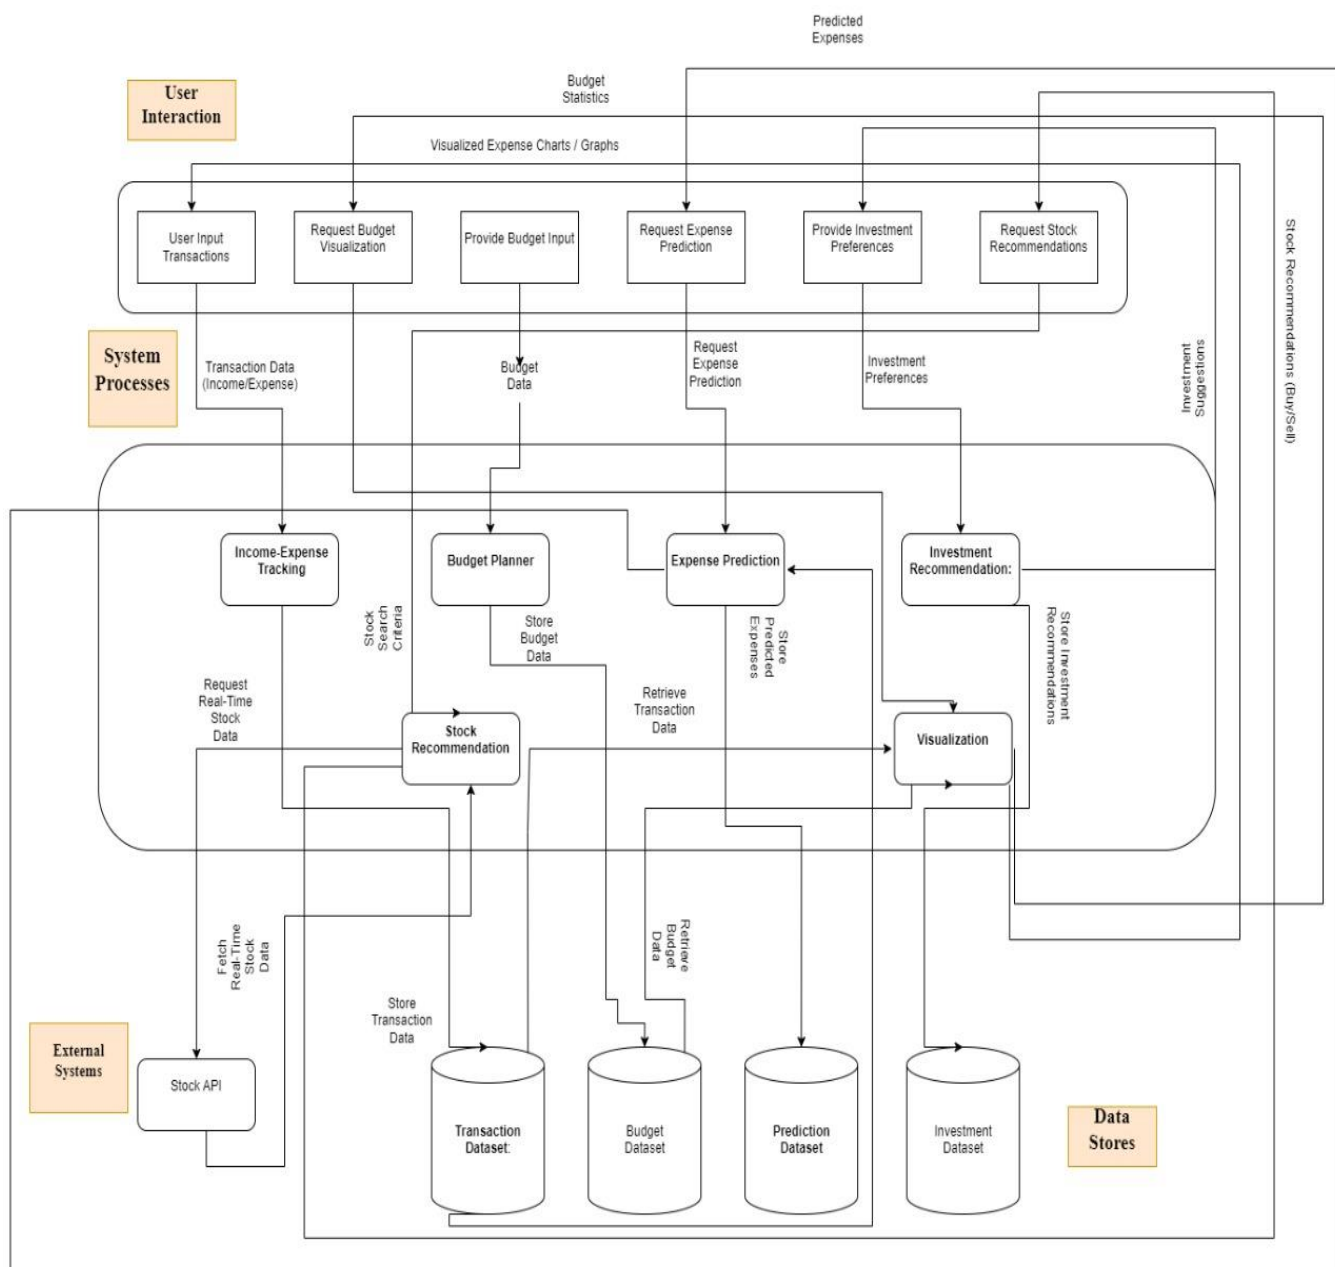 Predicted
Expenses
User
Interaction
Budget
Statistics
Visualized Expense Charts / Graphs
User Input
Transactions
Request Budget
Visualization
Provide Budget Input
Request Expense
Prediction
Provide Investment
Preferences
Request Stock
Recommendations
Stock Recommendations (Buy/Sell)
System
Processes
Transaction Data
(Income/Expense)
Budget
Data
Request
Expense
Prediction
Investment
Preferences
Investment
Suggestions
Income-Expense
Tracking
Budget Planner
Expense Prediction
Investment
Recommendation:
Stock
Search
Criteria
Store
Budget
Data
Store
Predicted
Expenses
Store Investment
Recommendations
Request
Real-Time
Stock
Data
Retrieve
Transaction
Data
Stock
Recommendation
Visualization
Fetch
Real-Time
Stock
Data
Retrieve
Budget
Data
Store
Transaction
Data
External
Systems
Stock API
Transaction
Dataset:
Budget
Dataset
Prediction
Dataset
Investment
Dataset
Data
Stores